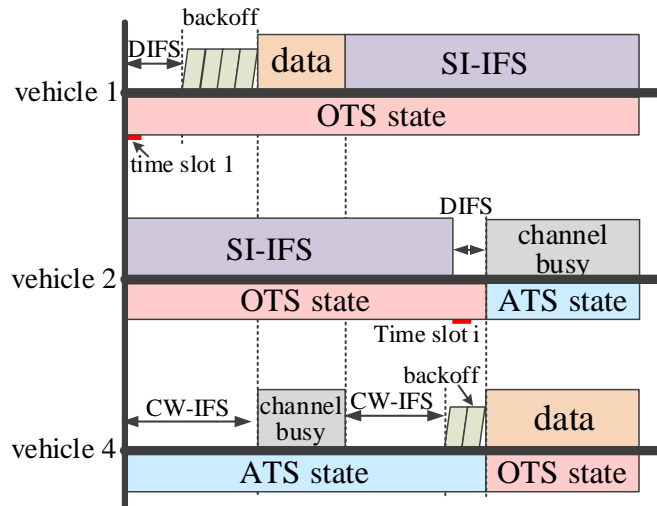 backoff
DIFS
data
SI-IFS
vehicle 1
OTS state
time slot 1
DIFS
SI-IFS
channel
busy
vehicle 2
OTS state
ATS state
Time slot i
backoff
CW-IFS
channel
busy
CW-IFS
data
vehicle 4
ATS state
OTS state